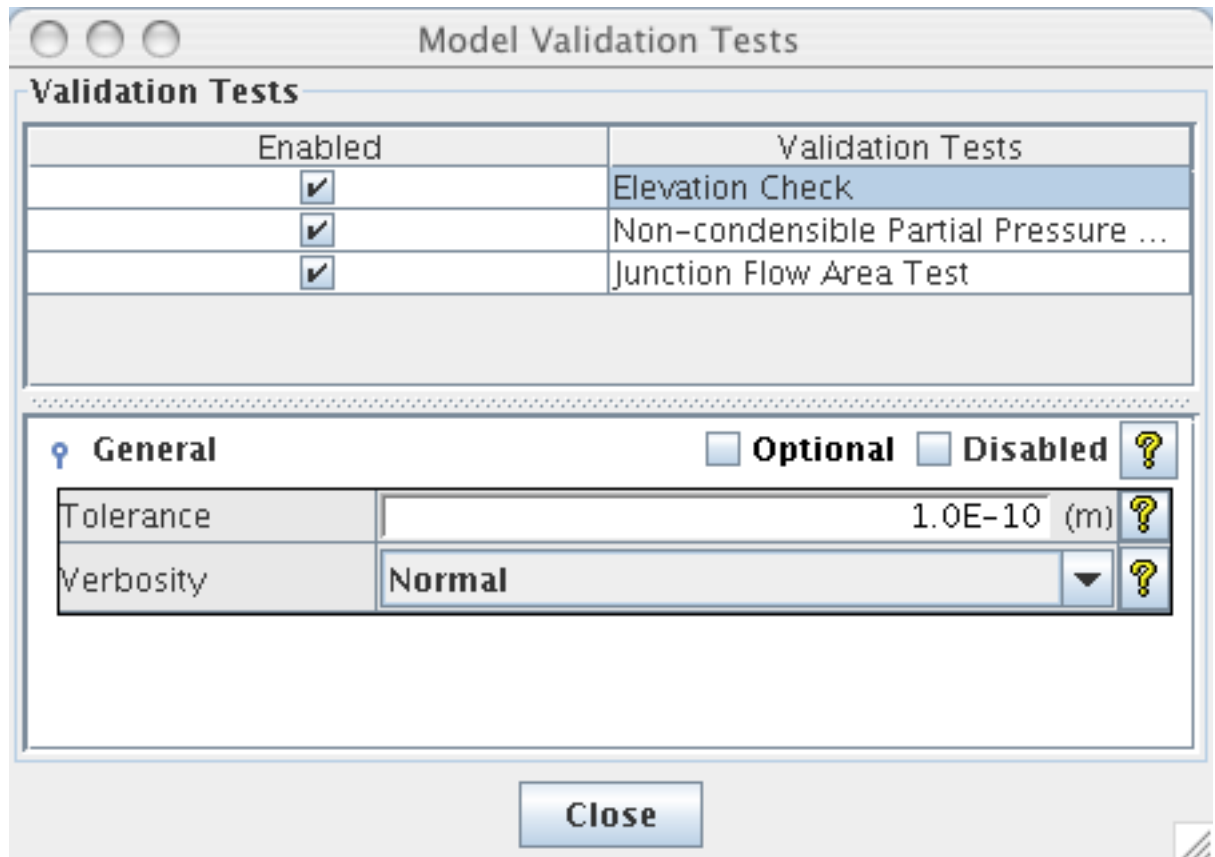 Model Validation Tests
Validation Tests
Enabled Validation Tests
Elevation Check
Non-condensible Partial Pressure ...
Junction Flow Area Test
General Optional Disabled ?
Tolerance 1.0E-10 (m) ?
Verbosity Normal ?
Close